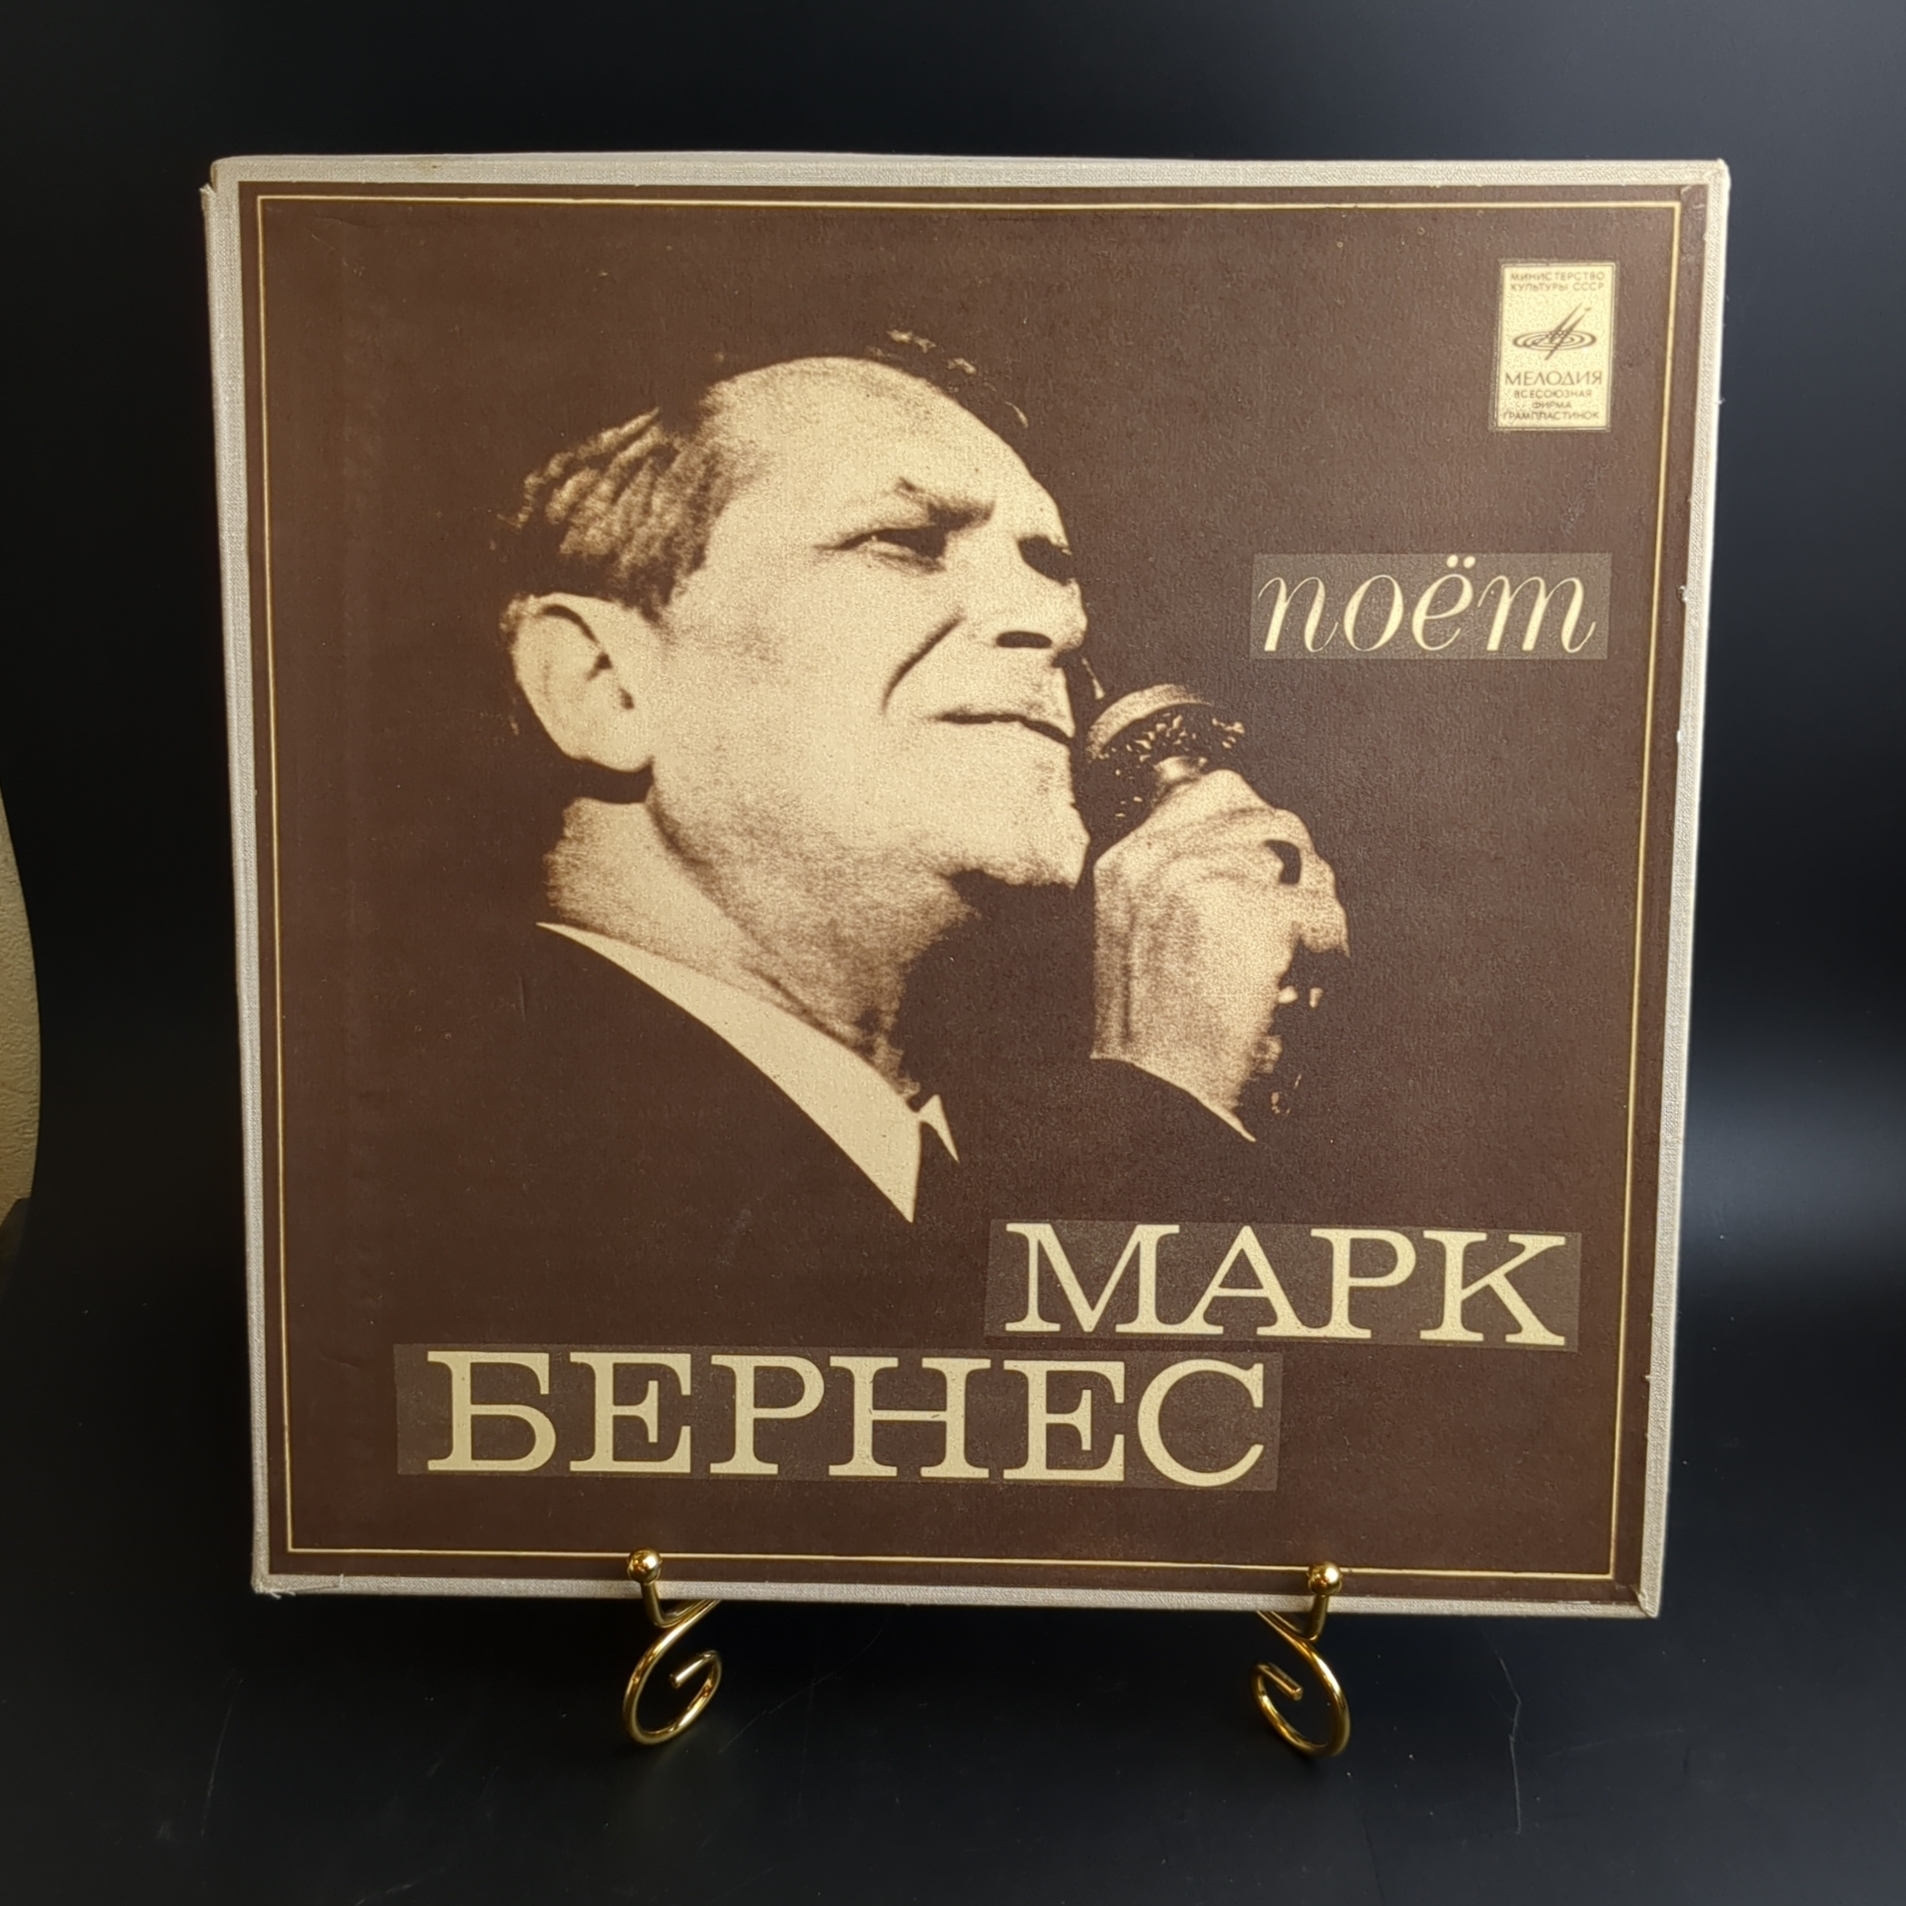 МИНИСТЕРСТВО
КУЛЬТУРЫ СССР
МЕЛОДИЯ
ВСЕСОЮЗНАЯ
ФИРМА
ГРАМПЛАСТИНОК
поёт
МАРК
БЕРНЕС